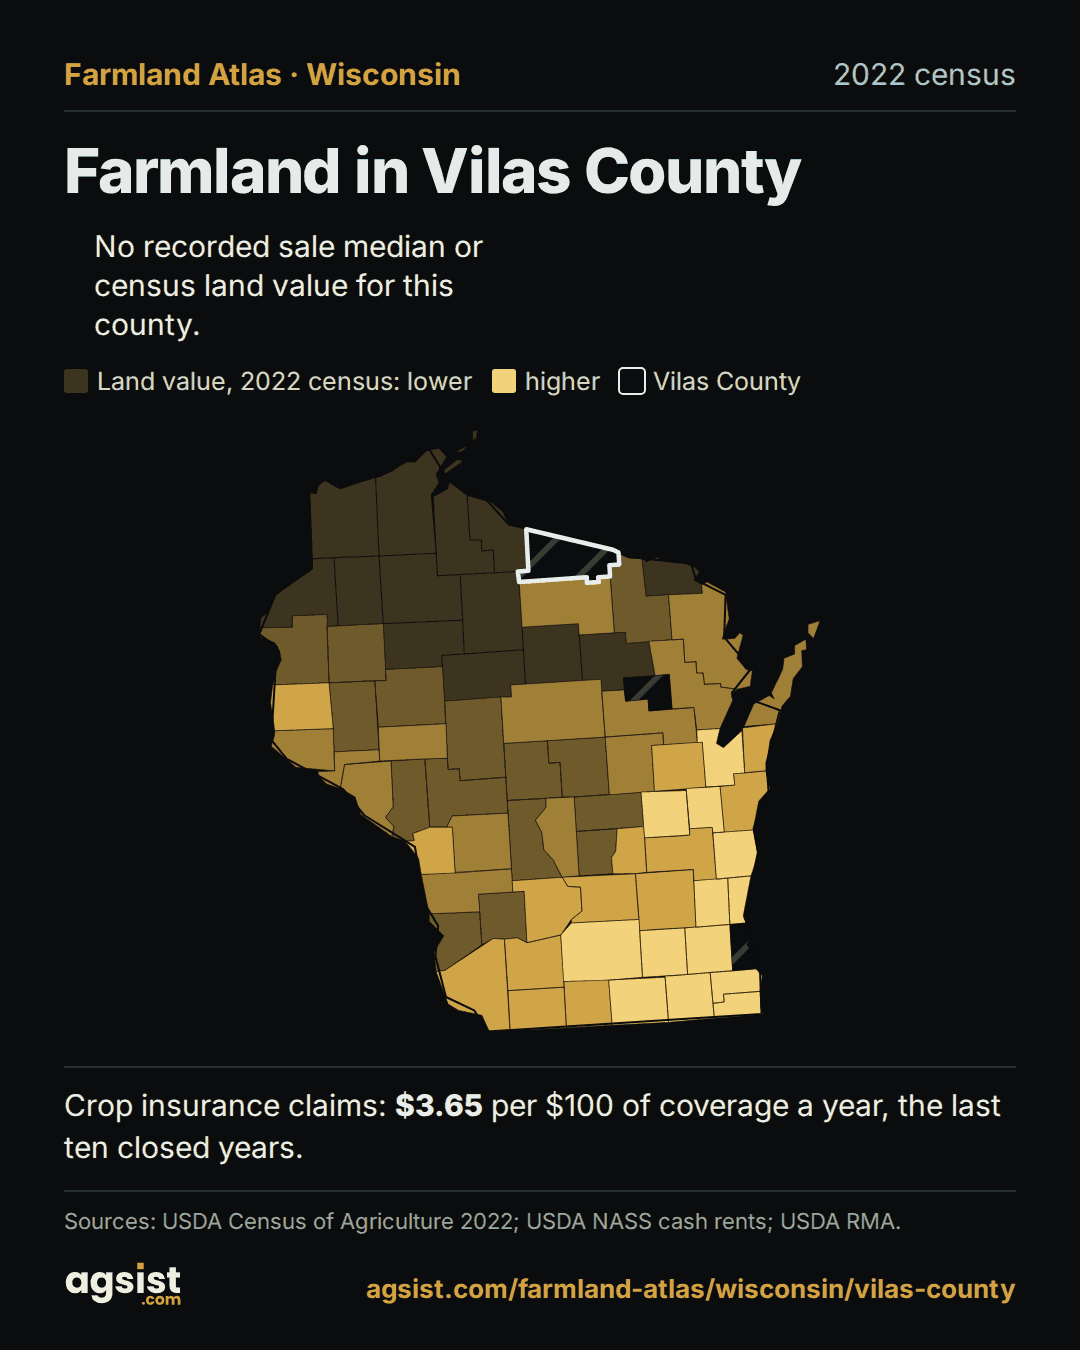 Farmland Atlas · Wisconsin
2022 census
Farmland in Vilas County
No recorded sale median or
census land value for this
county.
Land value, 2022 census: lower
higher
Vilas County
Crop insurance claims: $3.65 per $100 of coverage a year, the last
ten closed years.
Sources: USDA Census of Agriculture 2022; USDA NASS cash rents; USDA RMA.
agsist
.com
agsist.com/farmland-atlas/wisconsin/vilas-county